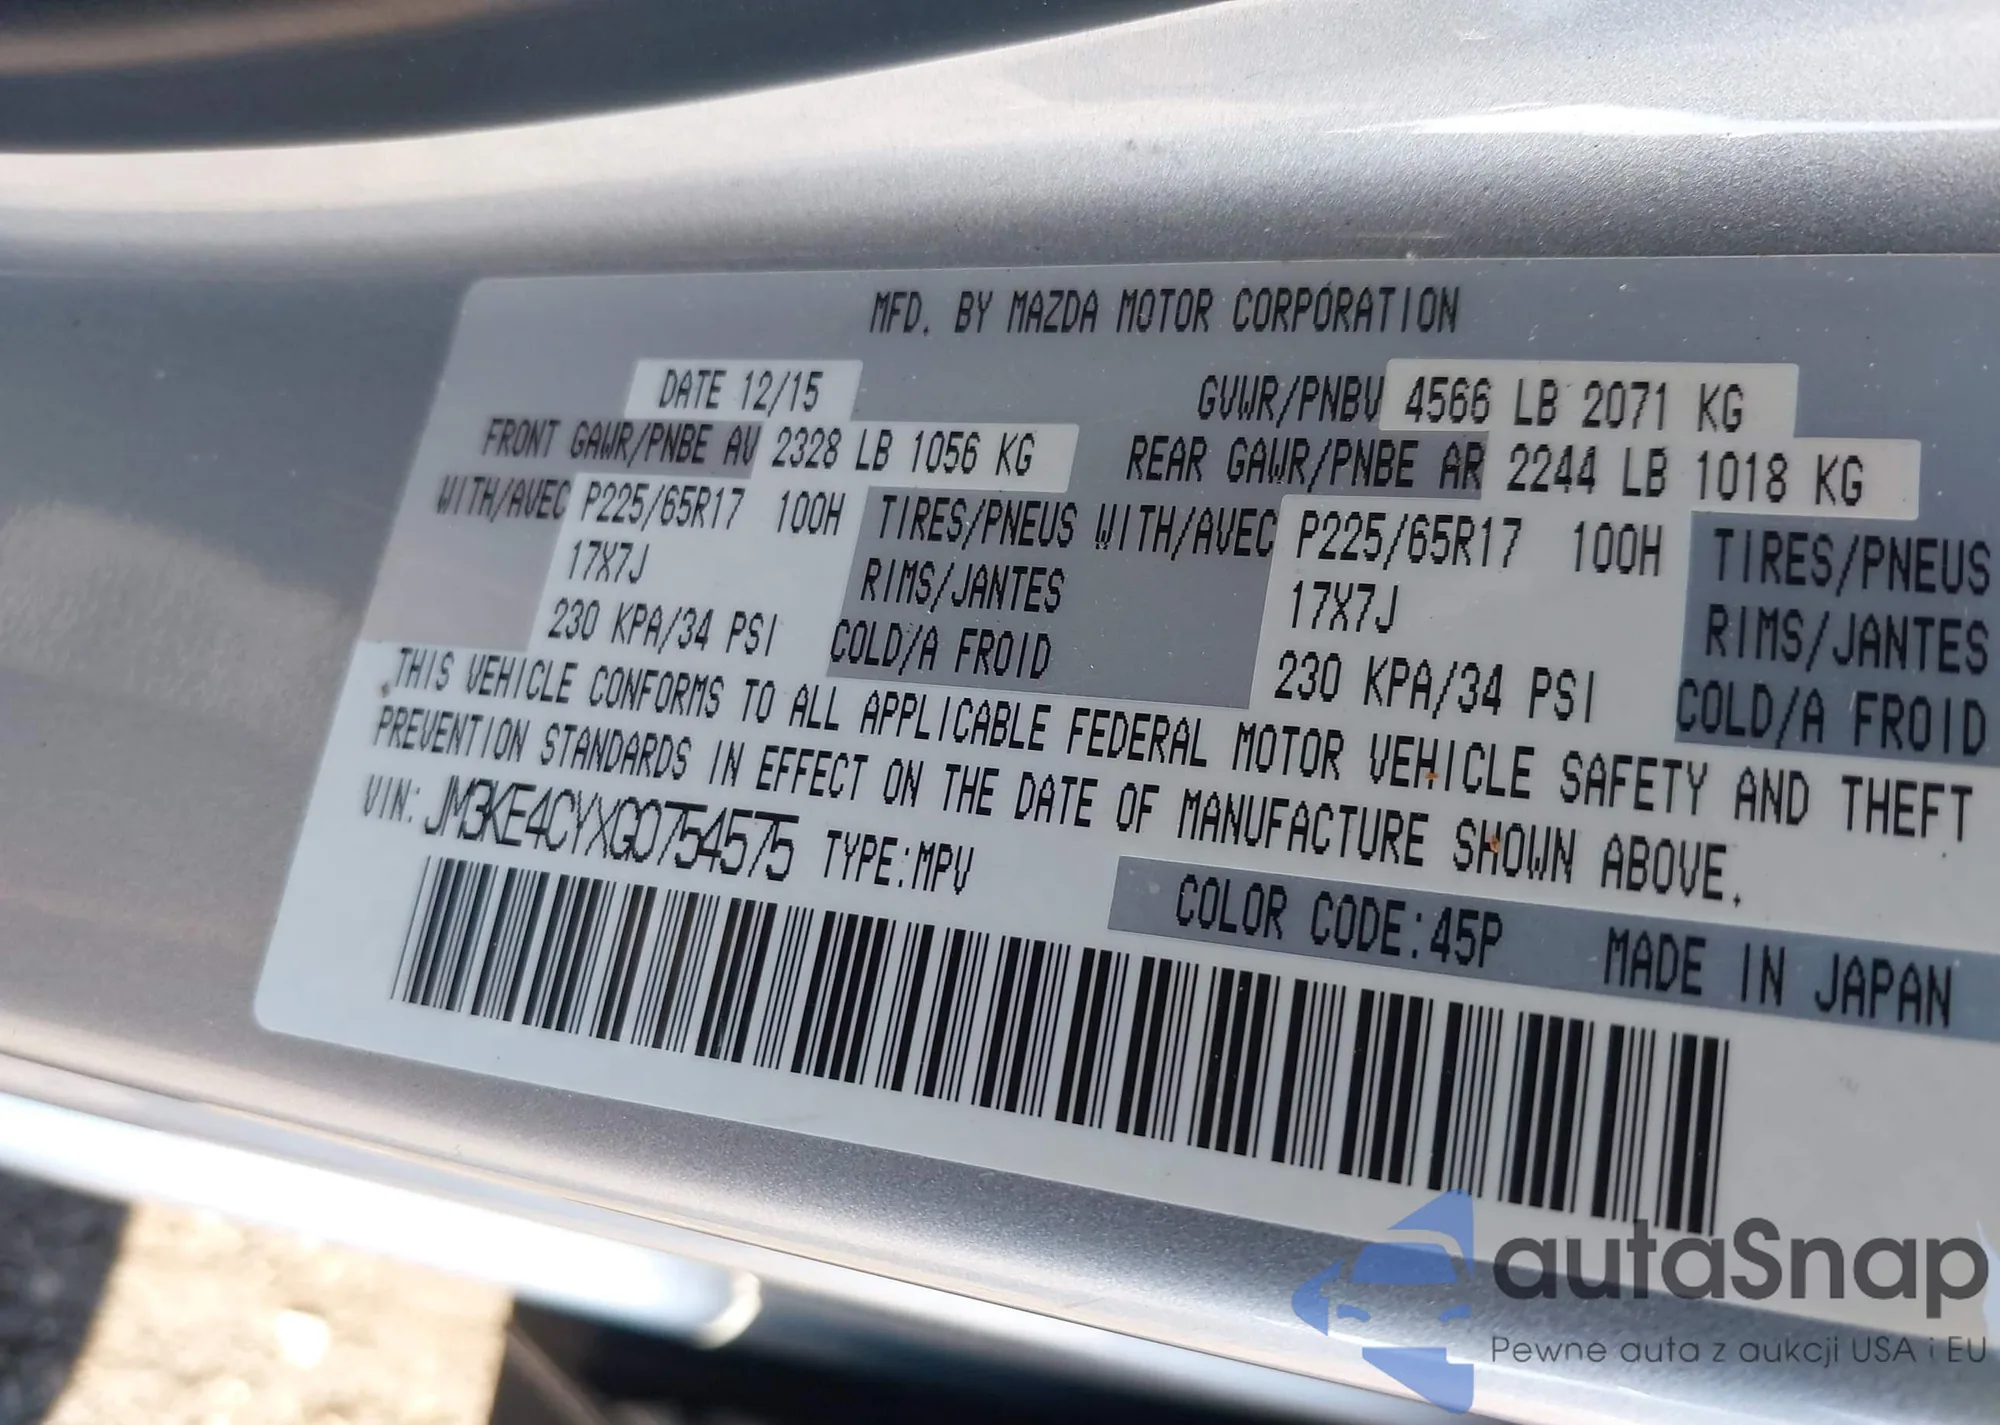 MFD. BY MAZDA MOTOR CORPORATION
DATE 12/15 GVWR/PNBV 4566 LB 2071 KG
FRONT GAWR/PNBE AV 2328 LB 1056 KG REAR GAWR/PNBE AR 2244 LB 1018 KG
WITH/AVEC P225/65R17 100H TIRES/PNEUS WITH/AVEC P225/65R17 100H TIRES/PNEUS
17X7J RIMS/JANTES 17X7J RIMS/JANTES
230 KPA/34 PSI COLD/A FROID 230 KPA/34 PSI COLD/A FROID
THIS VEHICLE CONFORMS TO ALL APPLICABLE FEDERAL MOTOR VEHICLE SAFETY AND THEFT
PREVENTION STANDARDS IN EFFECT ON THE DATE OF MANUFACTURE SHOWN ABOVE.
VIN: JM3KE4CYXG0754575 TYPE:MPV
COLOR CODE:45P MADE IN JAPAN
autaSnap
Pewne auta z aukcji USA i EU